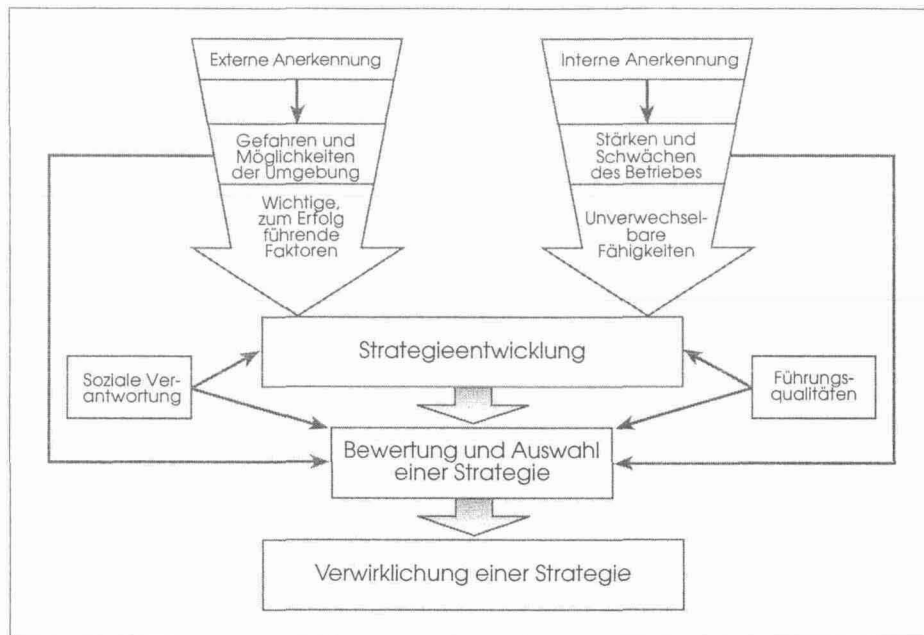 Externe Anerkennung
Gefahren und
Möglichkeiten
der Umgebung
Wichtige,
zum Erfolg
führende
Faktoren
Interne Anerkennung
Stärken und
Schwächen
des Betriebes
Unverwechsel-
bare
Fähigkeiten
Strategieentwicklung
Soziale Ver-
antwortung
Führungs-
qualitäten
Bewertung und Auswahl
einer Strategie
Verwirklichung einer Strategie